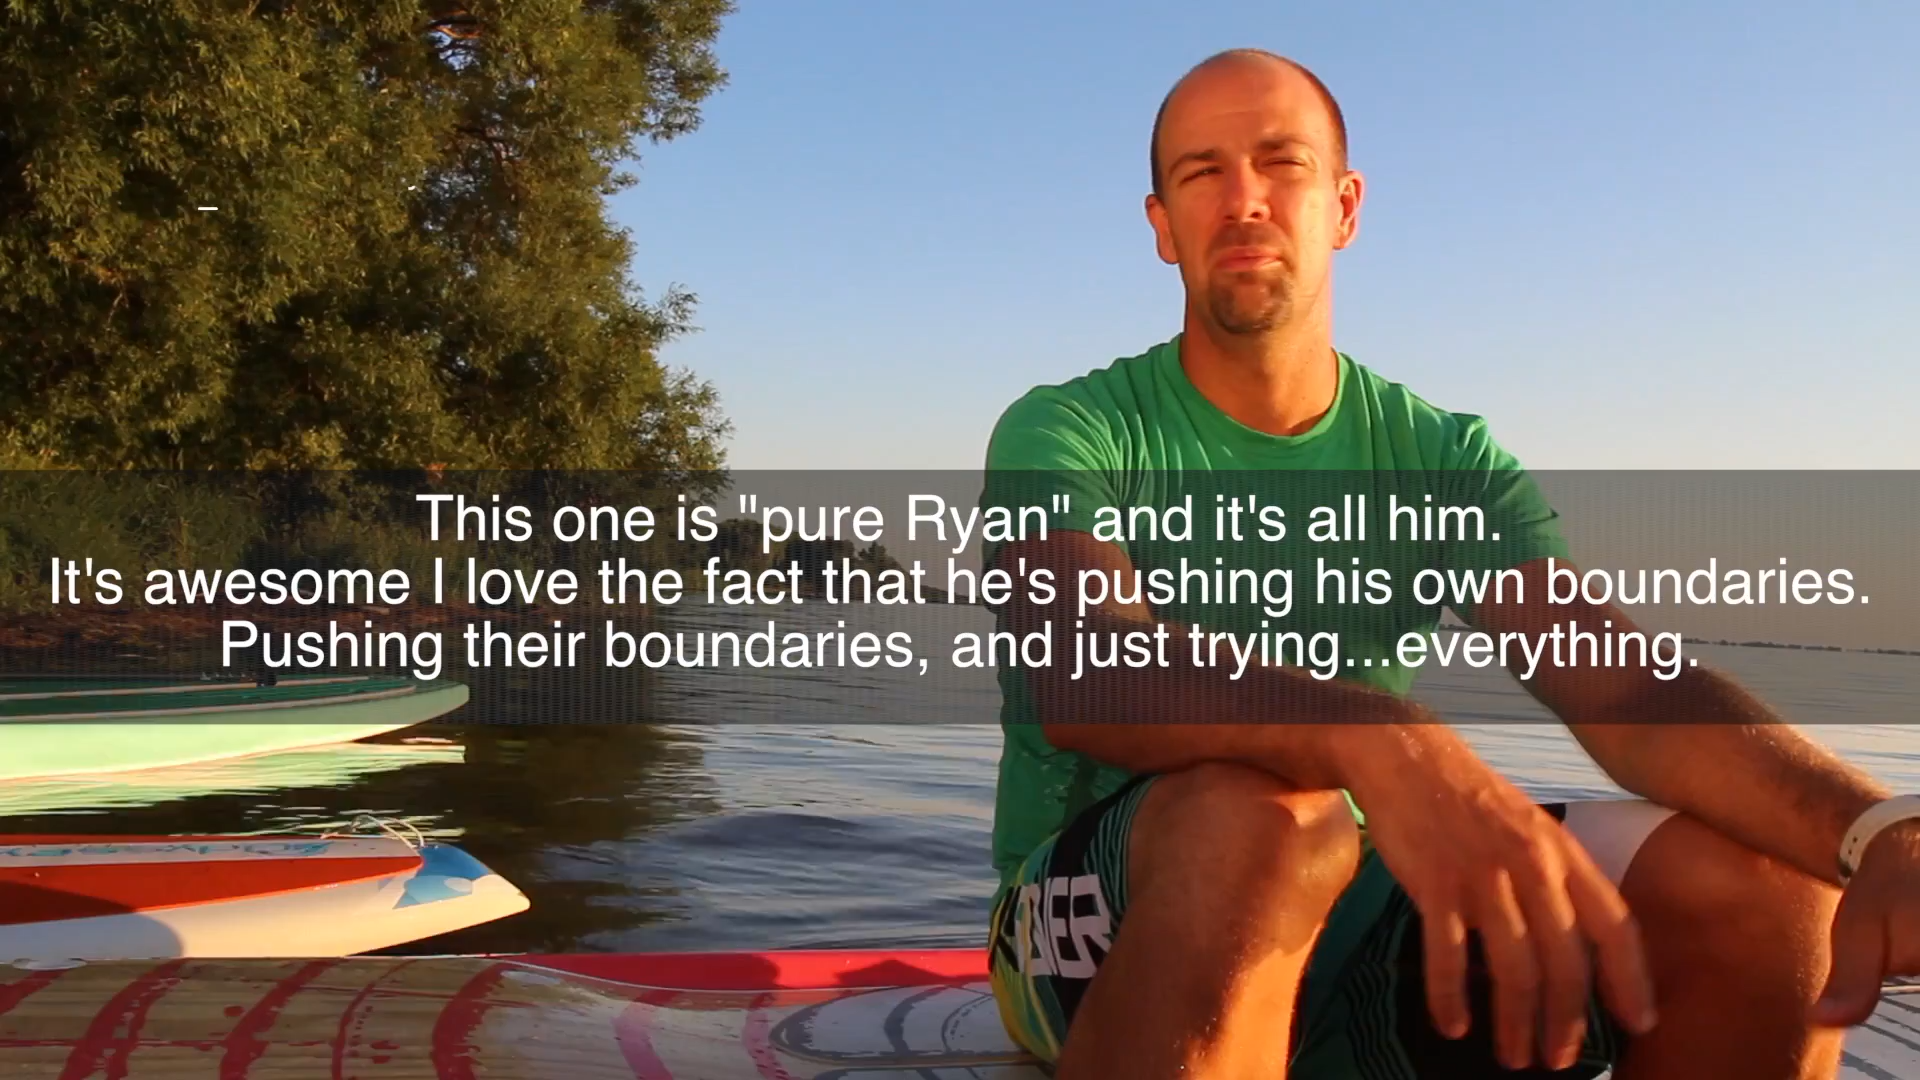 This one is "pure Ryan" and it's all him.
It's awesome I love the fact that he's pushing his own boundaries.
Pushing their boundaries, and just trying...everything.